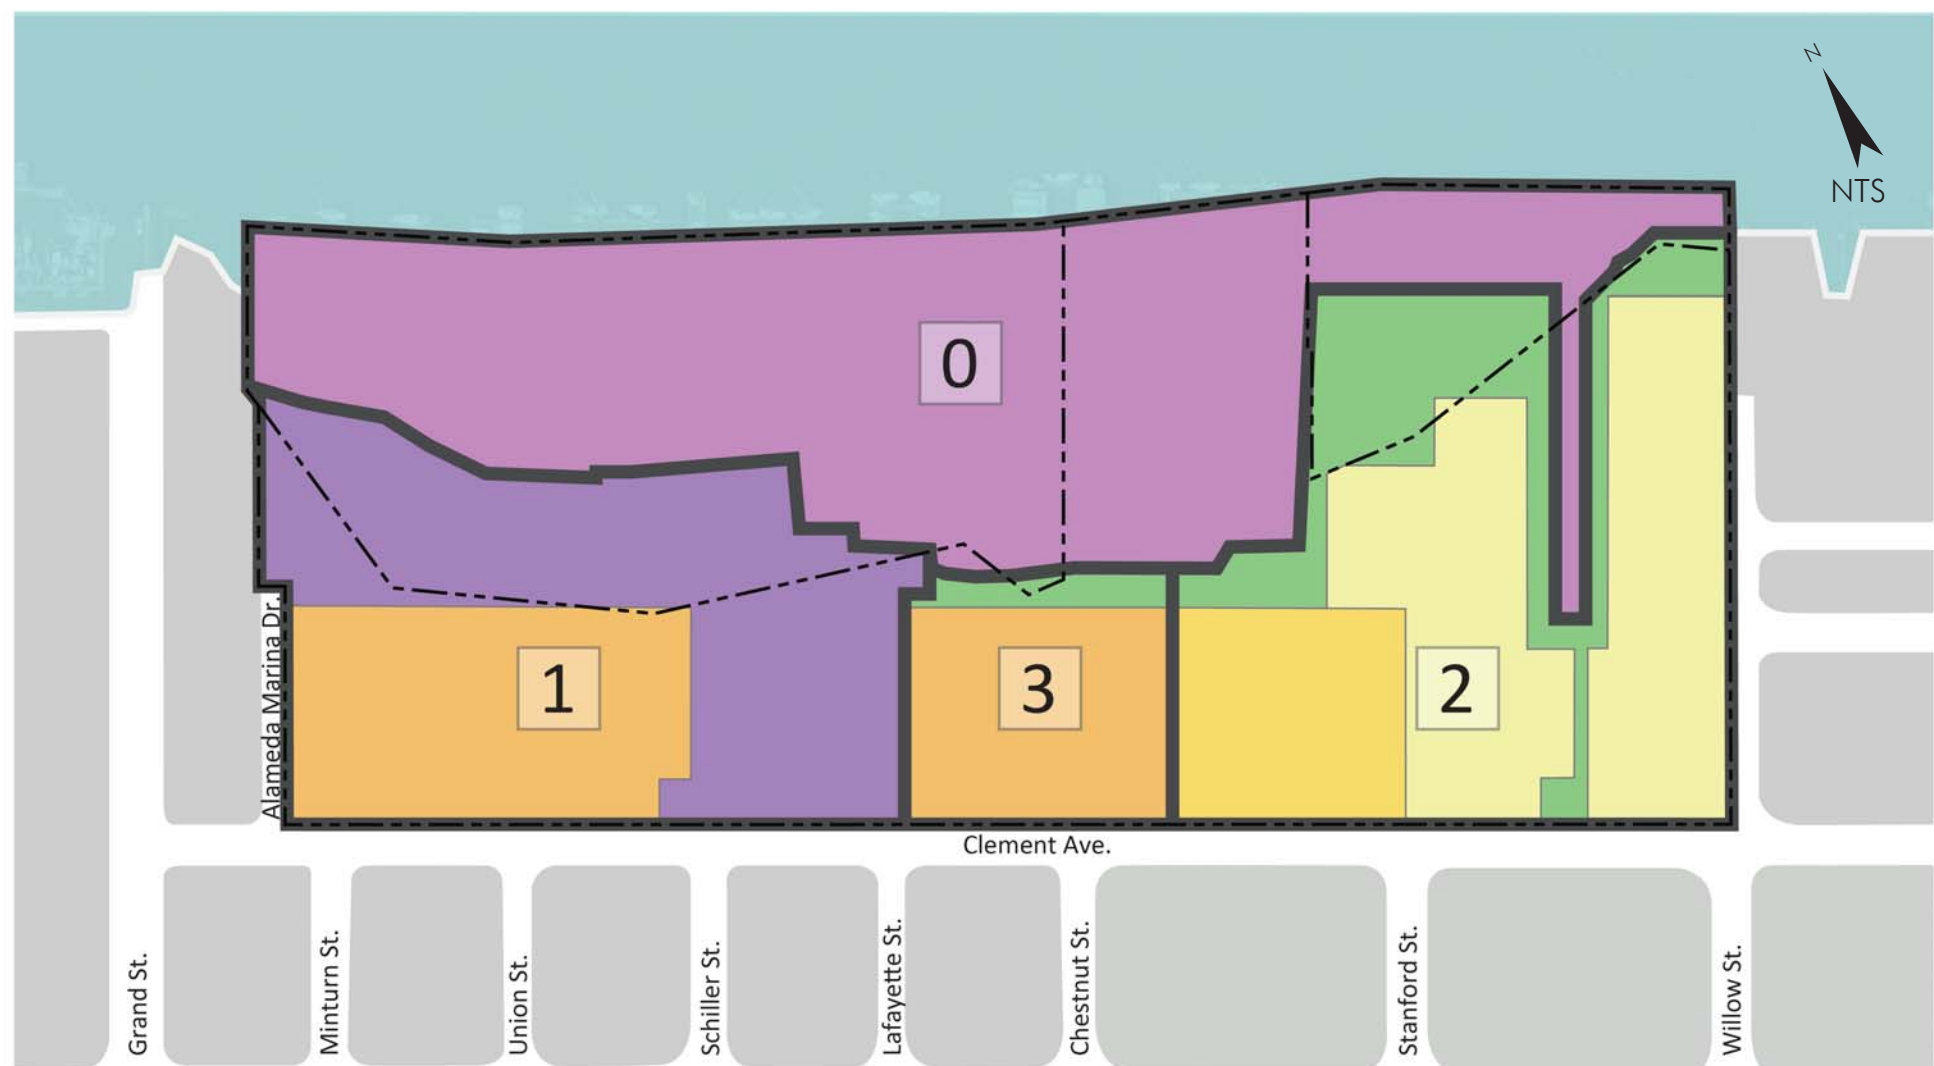 N
NTS
0
1
3
2
Alameda Marina Dr.
Clement Ave.
Grand St.
Minturn St.
Union St.
Schiller St.
Lafayette St.
Chestnut St.
Stanford St.
Willow St.